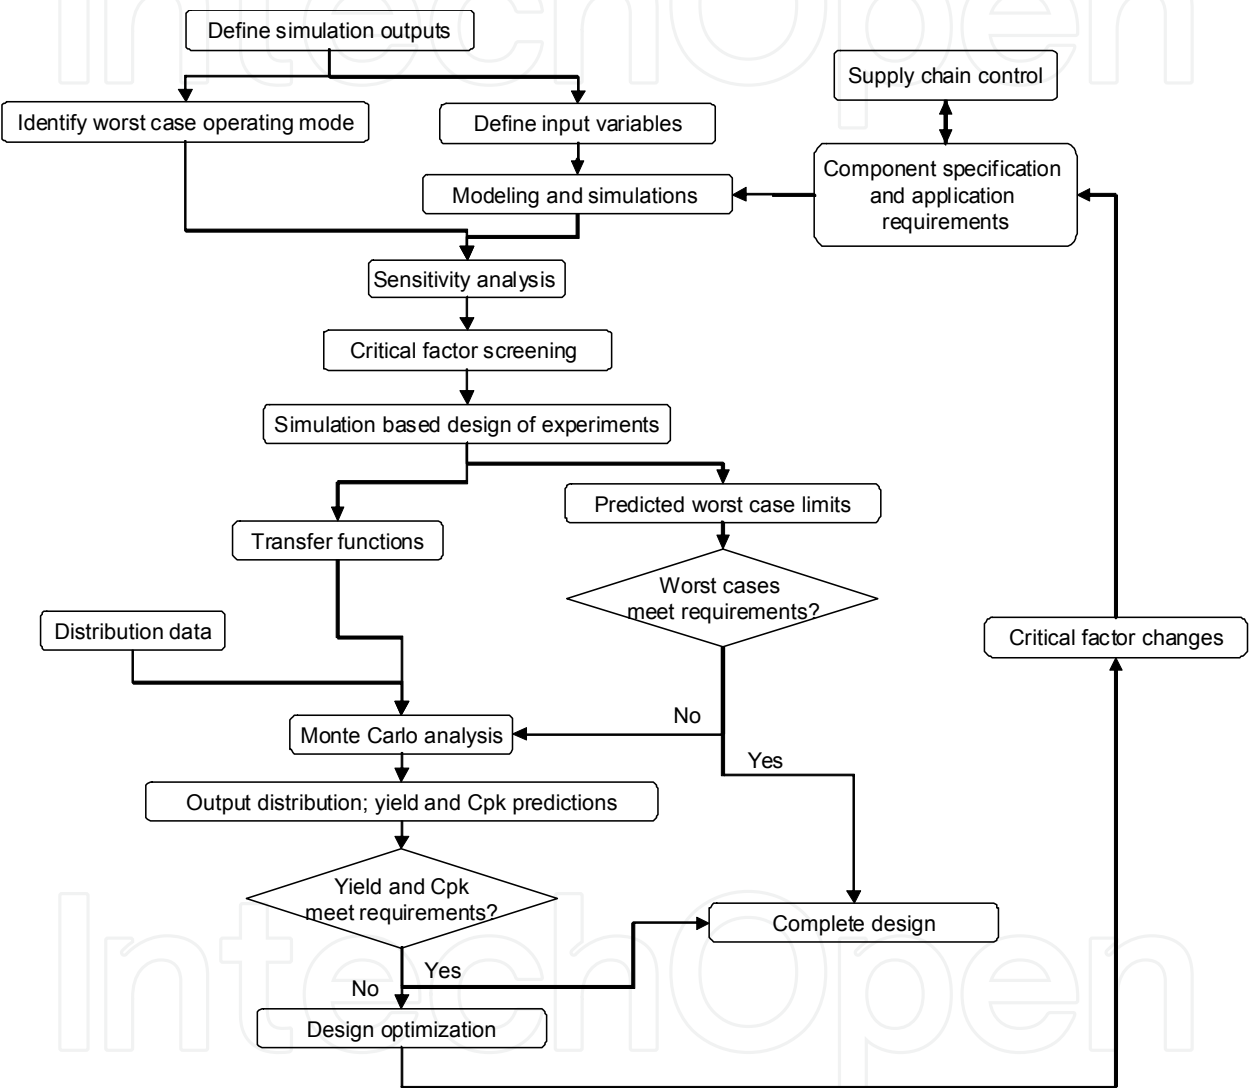 Define simulation outputs
Supply chain control
Identify worst case operating mode
Define input variables
Component specification
and application
requirements
Modeling and simulations
Sensitivity analysis
Critical factor screening
Simulation based design of experiments
Predicted worst case limits
Transfer functions
Worst cases
meet requirements?
Distribution data
Critical factor changes
No
Monte Carlo analysis
Yes
Output distribution; yield and Cpk predictions
Yield and Cpk
meet requirements?
Complete design
Yes
No
Design optimization
IntechOpen
IntechOpen